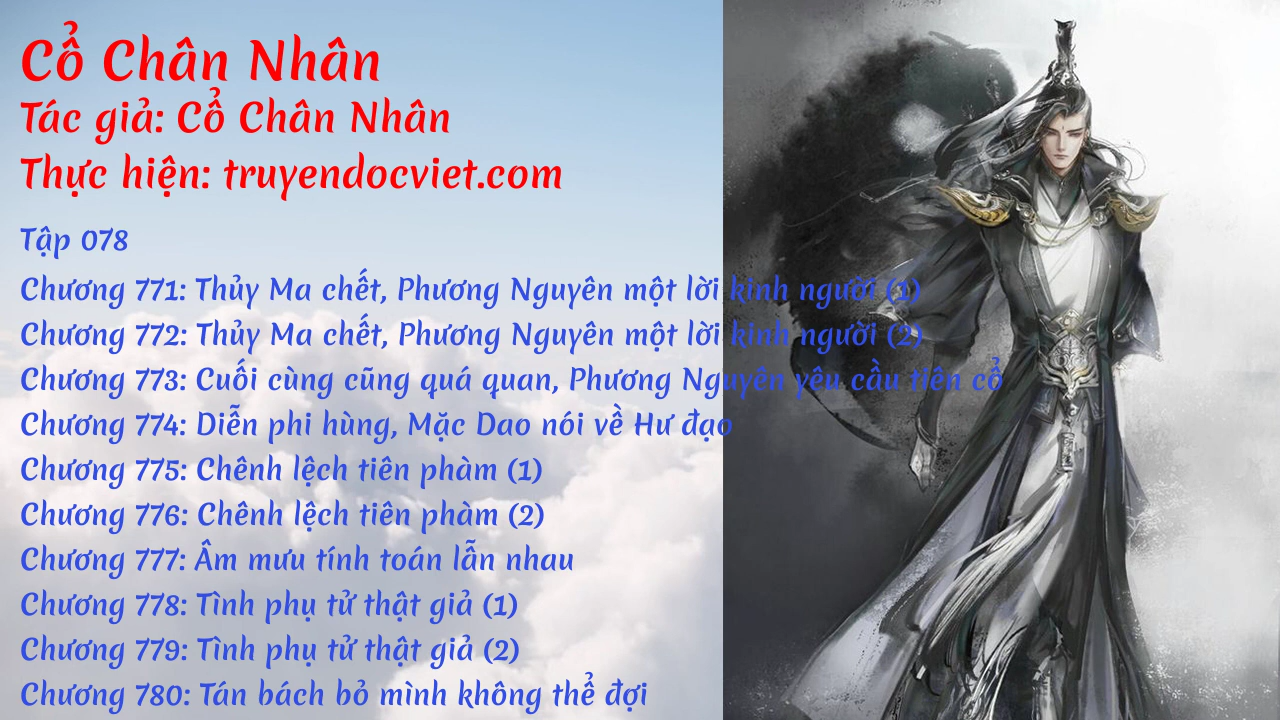 Cổ Chân Nhân
Tác giả: Cổ Chân Nhân
Thực hiện: truyendocviet.com
Tập 078
Chương 771: Thủy Ma chết, Phương Nguyên một lời kinh người (1)
Chương 772: Thủy Ma chết, Phương Nguyên một lời kinh người (2)
Chương 773: Cuối cùng cũng quá quan, Phương Nguyên yêu cầu tiên cổ
Chương 774: Diễn phi hùng, Mặc Dao nói về Hư đạo
Chương 775: Chênh lệch tiên phàm (1)
Chương 776: Chênh lệch tiên phàm (2)
Chương 777: Âm mưu tính toán lẫn nhau
Chương 778: Tình phụ tử thật giả (1)
Chương 779: Tình phụ tử thật giả (2)
Chương 780: Tán bách bỏ mình không thể đợi